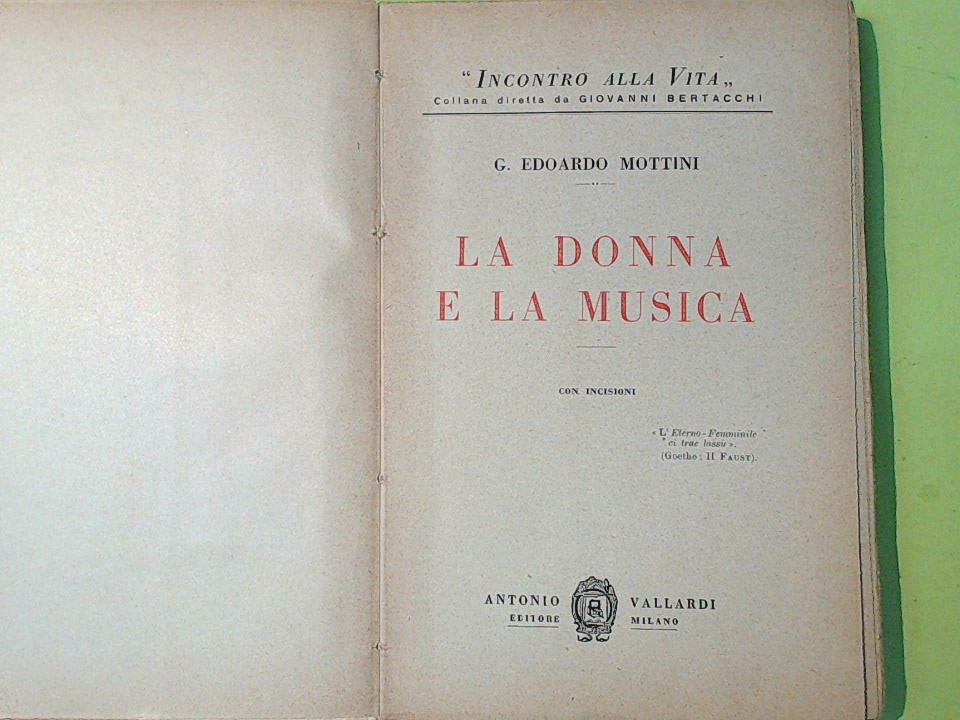 “ INCONTRO ALLA VITA „
Collana diretta da GIOVANNI BERTACCHI
G. EDOARDO MOTTINI
LA DONNA
E LA MUSICA
CON INCISIONI
« L'Eterno-Femminile
ci trae lassù ».
(Goethe; II FAUST).
ANTONIO VALLARDI
EDITORE MILANO